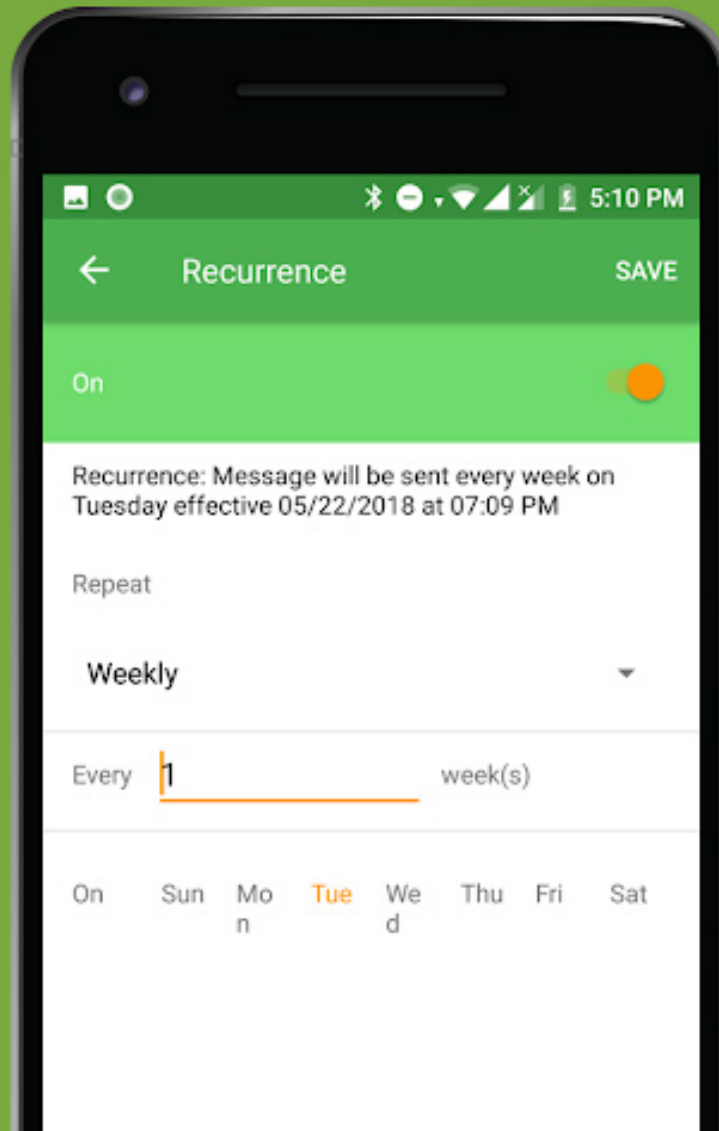 5:10 PM
Recurrence SAVE
On
Recurrence: Message will be sent every week on
Tuesday effective 05/22/2018 at 07:09 PM
Repeat
Weekly
Every 1 week(s)
On Sun Mo Tue We Thu Fri Sat
n d